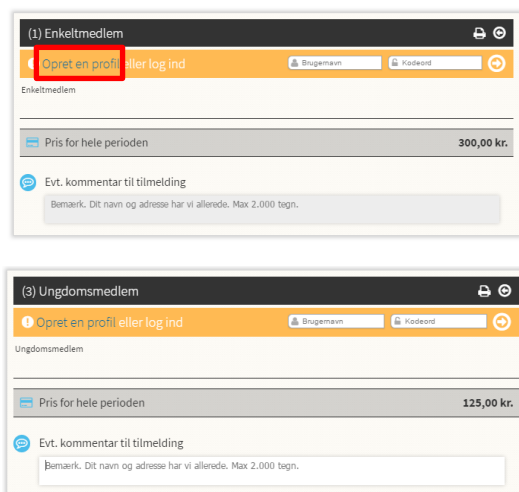 (1) Enkeltmedlem
Opret en profil eller log ind Brugernavn Kodeord
Enkeltmedlem
Pris for hele perioden 300,00 kr.
Evt. kommentar til tilmelding
Bemærk. Dit navn og adresse har vi allerede. Max 2.000 tegn.
(3) Ungdomsmedlem
Opret en profil eller log ind Brugernavn Kodeord
Ungdomsmedlem
Pris for hele perioden 125,00 kr.
Evt. kommentar til tilmelding
Bemærk. Dit navn og adresse har vi allerede. Max 2.000 tegn.